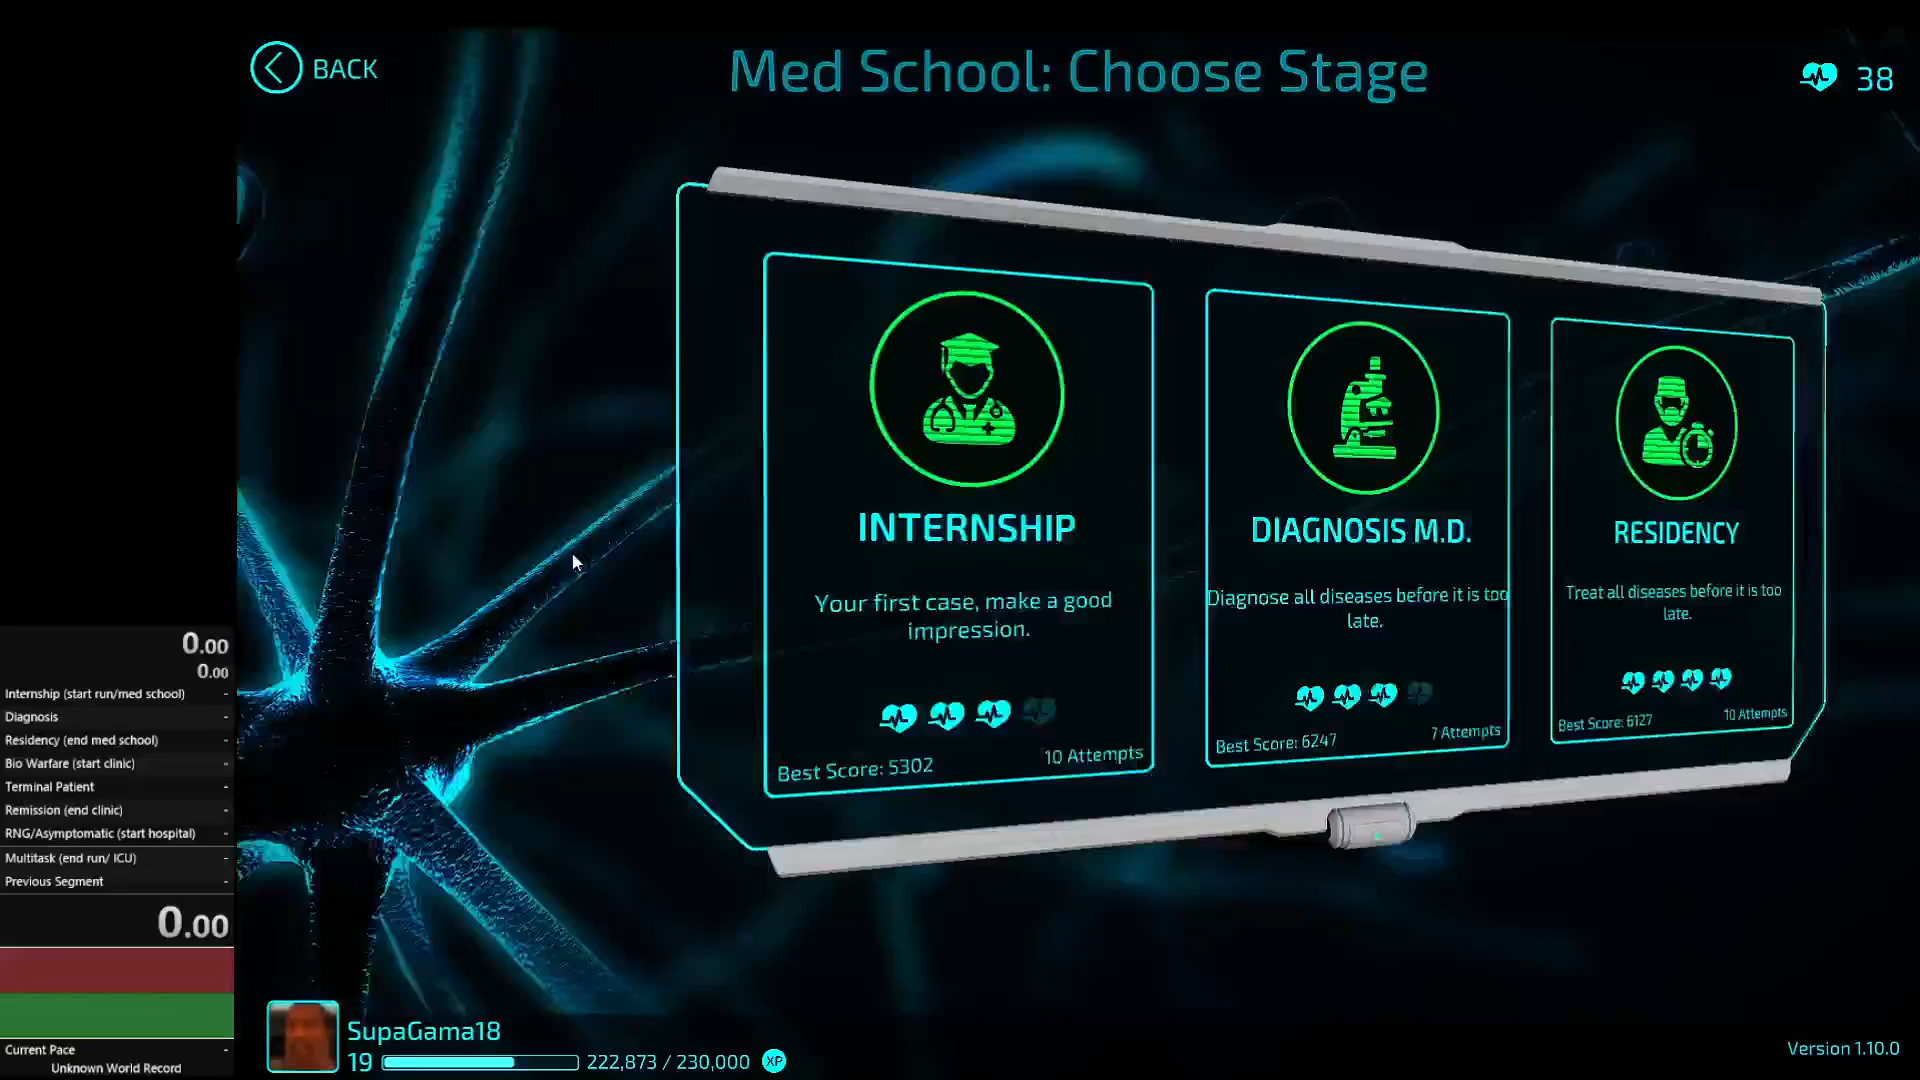 BACK
Med School: Choose Stage
38
INTERNSHIP
Your first case, make a good
impression.
Best Score: 5302
10 Attempts
DIAGNOSIS M.D.
Diagnose all diseases before it is too
late.
Best Score: 6247
7 Attempts
RESIDENCY
Treat all diseases before it is too
late.
Best Score: 6127
10 Attempts
0.00
0.00
Internship (start run/med school) -
Diagnosis -
Residency (end med school) -
Bio Warfare (start clinic) -
Terminal Patient -
Remission (end clinic) -
RNG/Asymptomatic (start hospital) -
Multitask (end run/ ICU) -
Previous Segment -
0.00
Current Pace -
Unknown World Record
SupaGama18
19 222,873 / 230,000 XP
Version 1.10.0